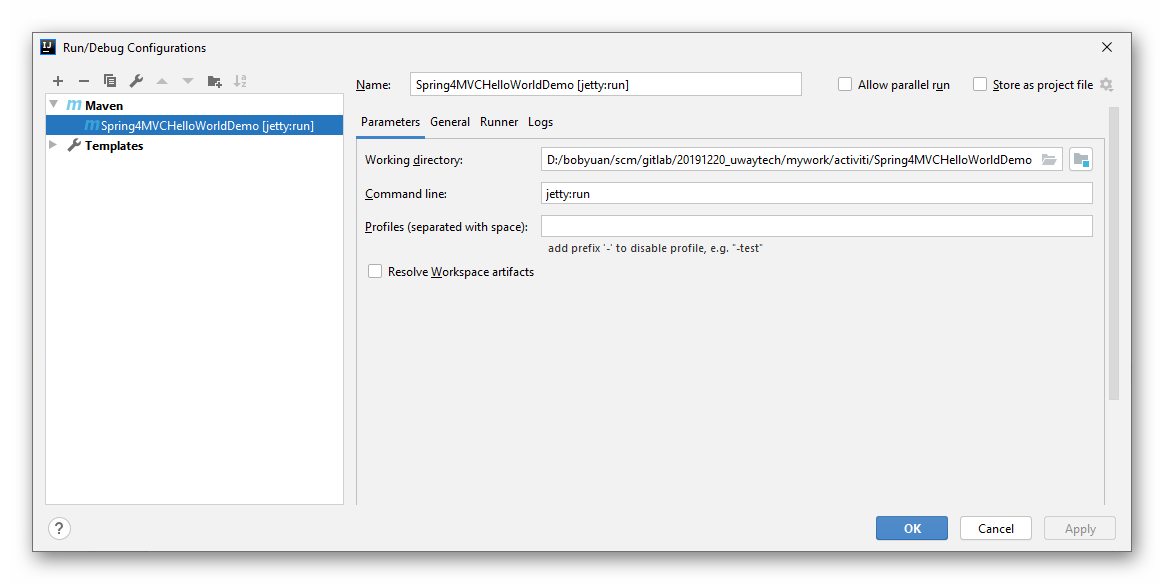 IJ Run/Debug Configurations
Name: Spring4MVCHelloWorldDemo [jetty:run] Allow parallel run Store as project file
Maven
Spring4MVCHelloWorldDemo [jetty:run]
Templates
Parameters General Runner Logs
Working directory: D:/bobyuan/scm/gitlab/20191220_uwaytech/mywork/activiti/Spring4MVCHelloWorldDemo
Command line: jetty:run
Profiles (separated with space):
add prefix '-' to disable profile, e.g. "-test"
Resolve Workspace artifacts
? OK Cancel Apply